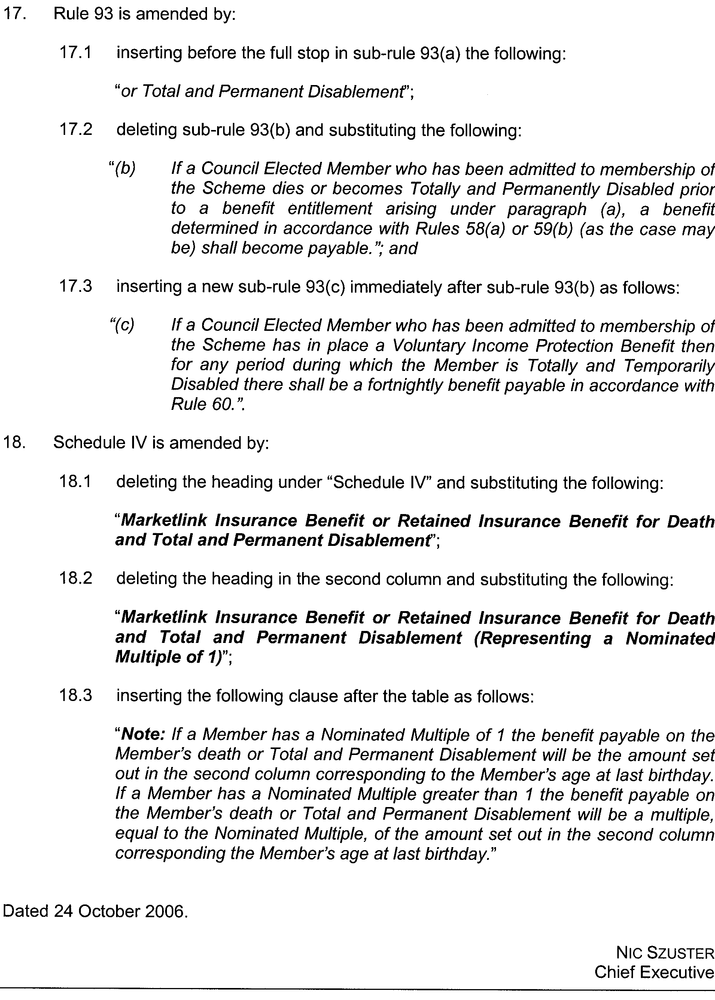 17. Rule 93 is amended by:
17.1 inserting before the full stop in sub-rule 93(a) the following:
“or Total and Permanent Disablement”;
17.2 deleting sub-rule 93(b) and substituting the following:
“(b) If a Council Elected Member who has been admitted to membership of
the Scheme dies or becomes Totally and Permanently Disabled prior
to a benefit entitlement arising under paragraph (a), a benefit
determined in accordance with Rules 58(a) or 59(b) (as the case may
be) shall become payable.”; and
17.3 inserting a new sub-rule 93(c) immediately after sub-rule 93(b) as follows:
“(c) If a Council Elected Member who has been admitted to membership of
the Scheme has in place a Voluntary Income Protection Benefit then
for any period during which the Member is Totally and Temporarily
Disabled there shall be a fortnightly benefit payable in accordance with
Rule 60.”.
18. Schedule IV is amended by:
18.1 deleting the heading under “Schedule IV” and substituting the following:
“Marketlink Insurance Benefit or Retained Insurance Benefit for Death
and Total and Permanent Disablement”;
18.2 deleting the heading in the second column and substituting the following:
“Marketlink Insurance Benefit or Retained Insurance Benefit for Death
and Total and Permanent Disablement (Representing a Nominated
Multiple of 1)”;
18.3 inserting the following clause after the table as follows:
“Note: If a Member has a Nominated Multiple of 1 the benefit payable on the
Member’s death or Total and Permanent Disablement will be the amount set
out in the second column corresponding to the Member’s age at last birthday.
If a Member has a Nominated Multiple greater than 1 the benefit payable on
the Member’s death or Total and Permanent Disablement will be a multiple,
equal to the Nominated Multiple, of the amount set out in the second column
corresponding the Member’s age at last birthday.”
Dated 24 October 2006.
NIC SZUSTER
Chief Executive